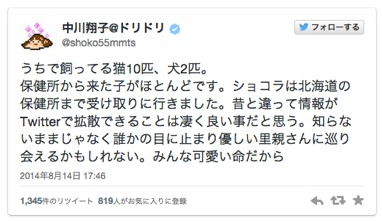 中川翔子@ドリドリ
@shoko55mmts
フォローする
うちで飼ってる猫10匹、犬2匹。
保健所から来た子がほとんどです。ショコラは北海道の
保健所まで受け取りに行きました。昔と違って情報が
Twitterで拡散できることは凄く良い事だと思う。知らな
いままじゃなく誰かの目に止まり優しい里親さんに巡り
会えるかもしれない。みんな可愛い命だから
2014年8月14日 17:46
1,345件のリツイート 819人がお気に入りに登録